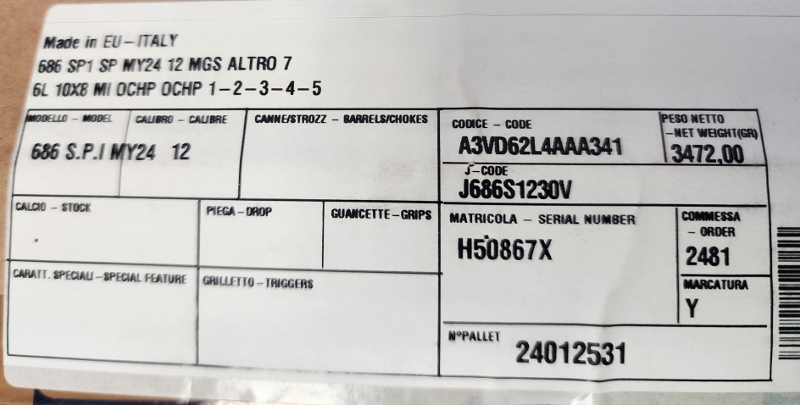 Made in EU-ITALY
686 SP1 SP MY24 12 MGS ALTRO 7
6L 10X8 MI OCHP OCHP 1-2-3-4-5
MODELLO - MODEL
CALIBRO - CALIBRE
CANNE/STROZZ - BARRELS/CHOKES
CODICE - CODE
PESO NETTO
-NET WEIGHT(GR)
686 S.P.I MY24 12
A3VD62L4AAA341
3472,00
J-CODE
J686S1230V
CALCIO - STOCK
PIEGA-DROP
GUANCETTE-GRIPS
MATRICOLA - SERIAL NUMBER
COMMESSA
- ORDER
H50867X
2481
CARATT. SPECIALI-SPECIAL FEATURE
GRILLETTO-TRIGGERS
MARCATURA
Y
N°PALLET
24012531